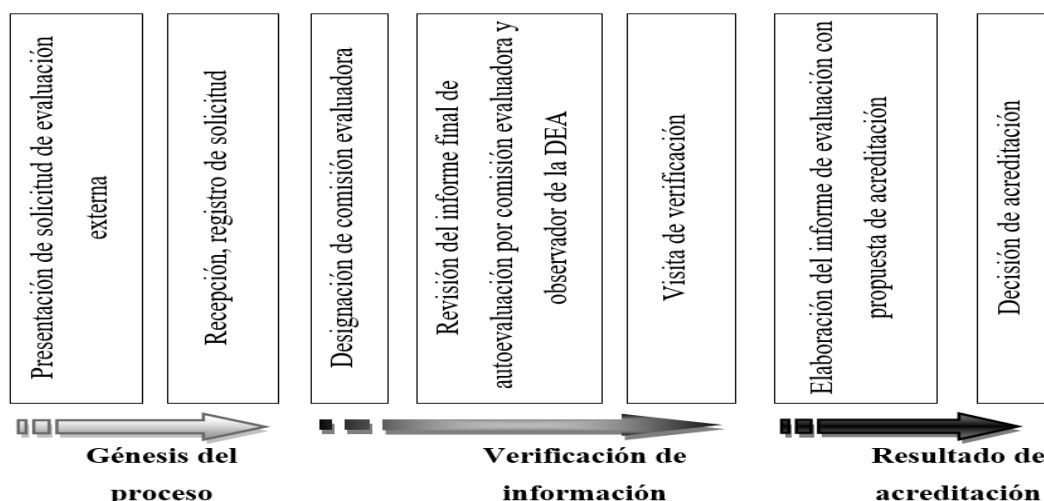 Presentación de solicitud de evaluación
externa
Recepción, registro de solicitud
Designación de comisión evaluadora
Revisión del informe final de
autoevaluación por comisión evaluadora y
observador de la DEA
Visita de verificación
Elaboración del informe de evaluación con
propuesta de acreditación
Decisión de acreditación
Génesis del
proceso
Verificación de
información
Resultado de
acreditación